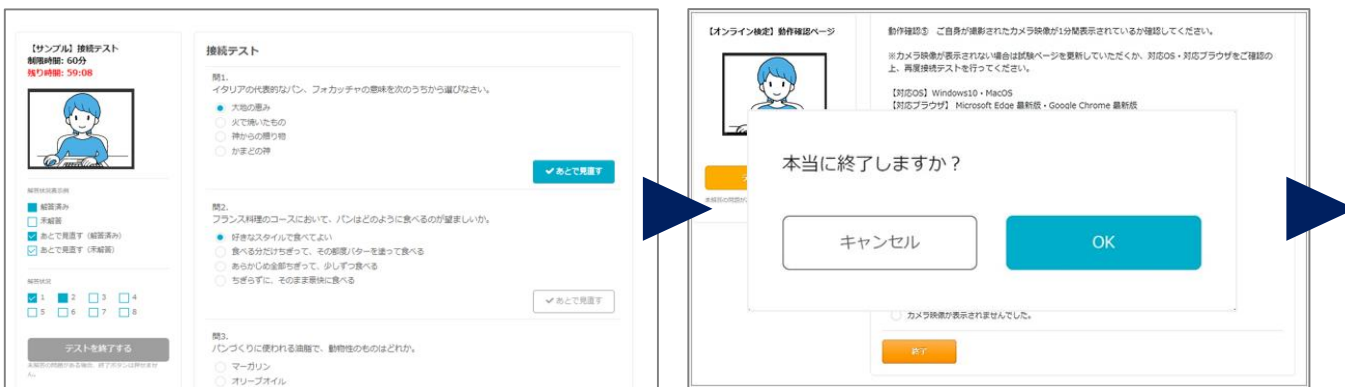 【サンプル】接続テスト
制限時間: 60分
残り時間: 59:08
解答状況表示例
解答済み
未解答
あとで見直す（解答済み）
あとで見直す（未解答）
解答状況
1 2 3 4
5 6 7 8
テストを終了する
未解答の問題がある場合、終了ボタンは押せません。
接続テスト
問1.
イタリアの代表的なパン、フォカッチャの意味を次のうちから選びなさい。
大地の恵み
火で焼いたもの
神からの贈り物
かまどの神
あとで見直す
問2.
フランス料理のコースにおいて、パンはどのように食べるのが望ましいか。
好きなスタイルで食べてよい
食べる分だけちぎって、その都度バターを塗って食べる
あらかじめ全部ちぎって、少しずつ食べる
ちぎらずに、そのまま豪快に食べる
あとで見直す
問3.
パンづくりに使われる油脂で、動物性のものはどれか。
マーガリン
オリーブオイル
【オンライン検定】動作確認ページ
動作確認③ ご自身が撮影されたカメラ映像が1分間表示されているか確認してください。
※カメラ映像が表示されない場合は試験ページを更新していただくか、対応OS・対応ブラウザをご確認の
上、再度接続テストを行ってください。
【対応OS】Windows10・MacOS
【対応ブラウザ】 Microsoft Edge 最新版・Google Chrome 最新版
本当に終了しますか？
キャンセル
OK
カメラ映像が表示されませんでした。
終了